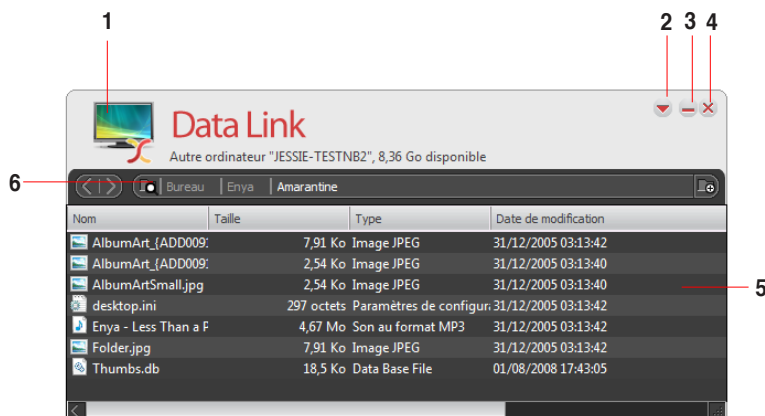 1 2 3 4
Data Link
Autre ordinateur "JESSIE-TESTNB2", 8,36 Go disponible
6
Bureau Enya Amarantine
Nom Taille Type Date de modification
AlbumArt_{ADD009: 7,91 Ko Image JPEG 31/12/2005 03:13:42
AlbumArt_{ADD009: 2,54 Ko Image JPEG 31/12/2005 03:13:40
AlbumArtSmall.jpg 2,54 Ko Image JPEG 31/12/2005 03:13:40
5
desktop.ini 297 octets Paramètres de configur 31/12/2005 03:13:42
Enya - Less Than a P 4,67 Mo Son au format MP3 31/12/2005 03:13:42
Folder.jpg 7,91 Ko Image JPEG 31/12/2005 03:13:42
Thumbs.db 18,5 Ko Data Base File 01/08/2008 17:43:05